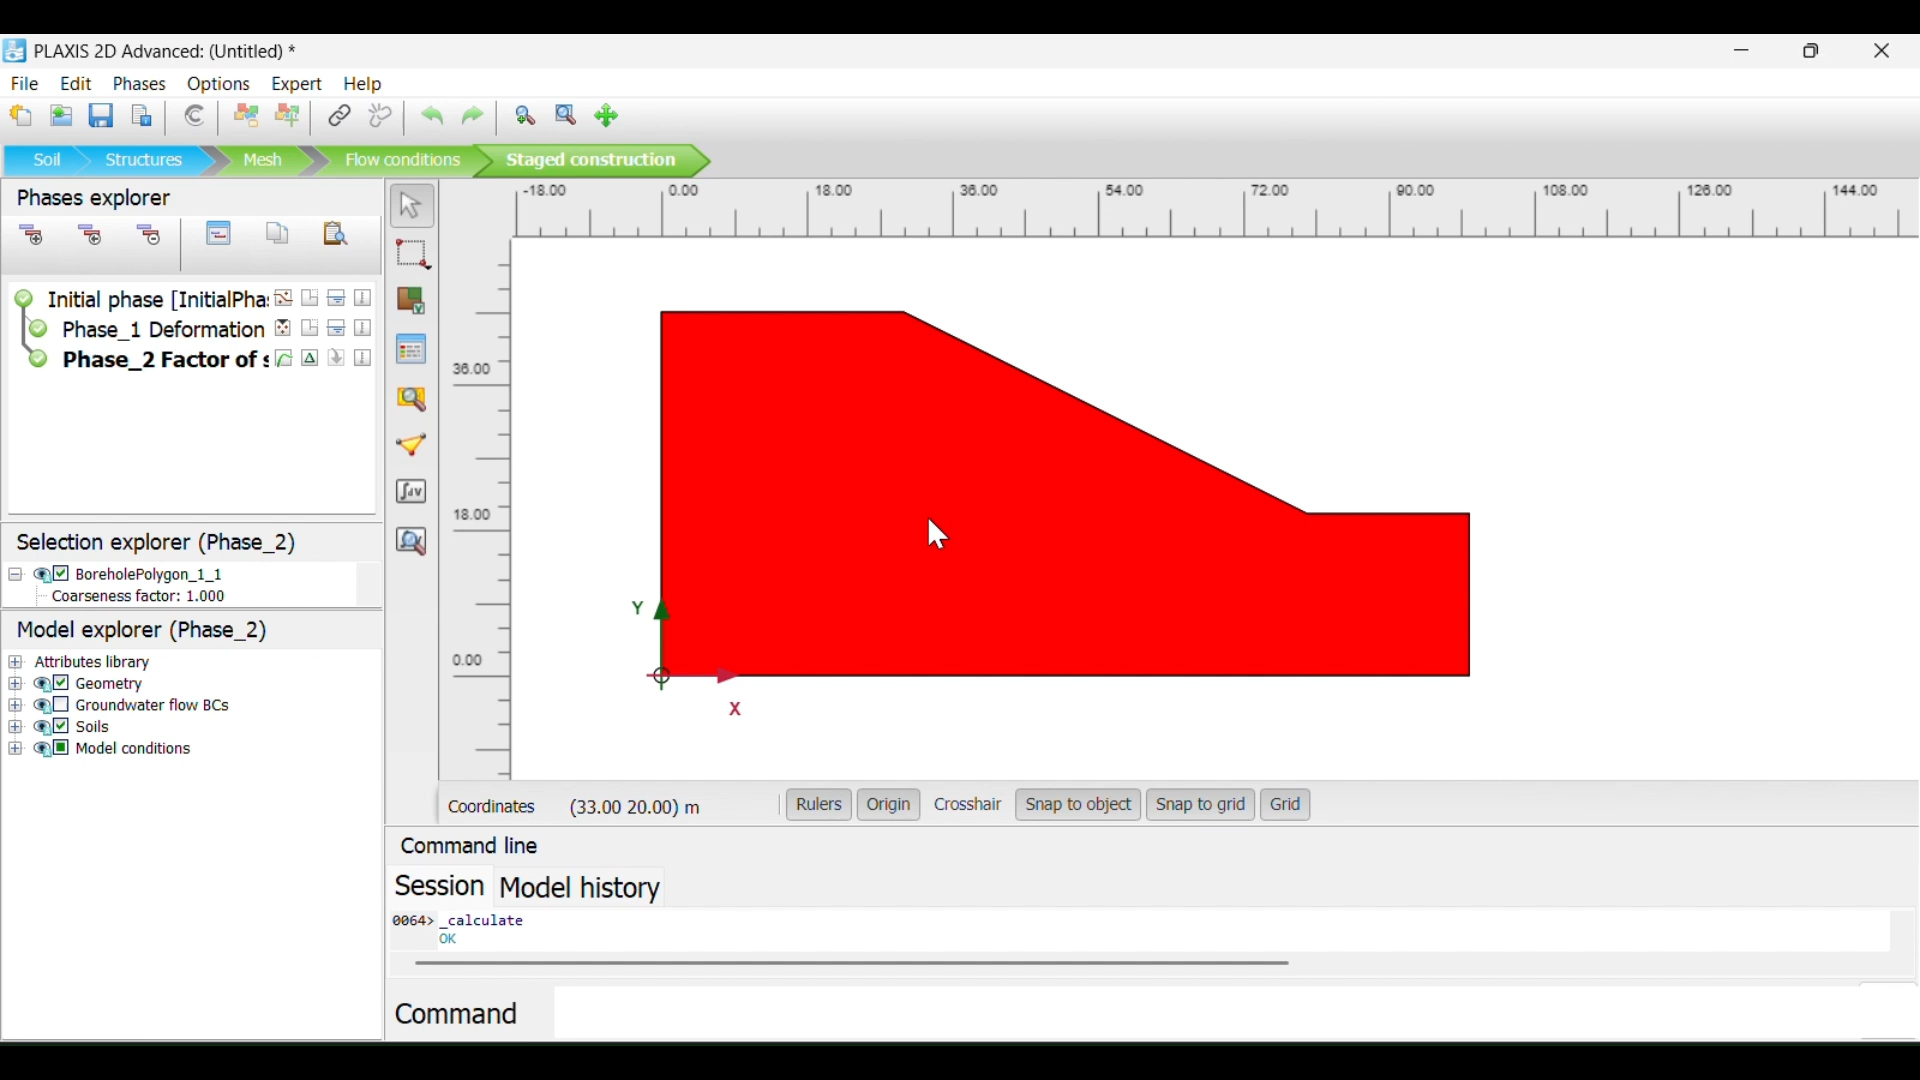 PLAXIS 2D Advanced: (Untitled) *
File Edit Phases Options Expert Help
Soil Structures Mesh Flow conditions Staged construction
Phases explorer
Initial phase [InitialPha
Phase_1 Deformation
Phase_2 Factor of s
Selection explorer (Phase_2)
BoreholePolygon_1_1
Coarseness factor: 1.000
Model explorer (Phase_2)
Attributes library
Geometry
Groundwater flow BCs
Soils
Model conditions
-18.00 0.00 18.00 36.00 54.00 72.00 90.00 108.00 126.00 144.00
36.00
18.00
0.00
Y
X
Coordinates (33.00 20.00) m Rulers Origin Crosshair Snap to object Snap to grid Grid
Command line
Session Model history
0064> _calculate
OK
Command